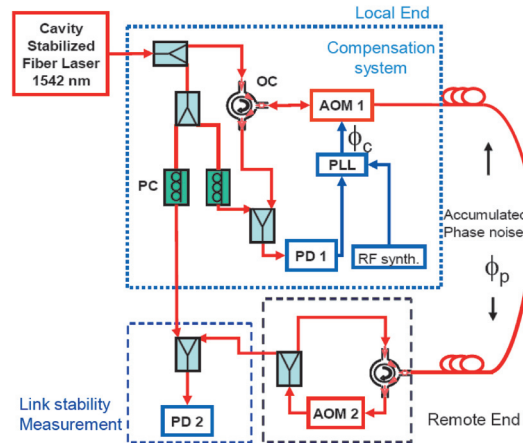 Local End
Cavity
Stabilized
Fiber Laser
1542 nm
Compensation
system
OC
AOM 1
ϕc
PC
PLL
Accumulated
Phase noise
PD 1
RF synth.
ϕp
Link stability
Measurement
PD 2
AOM 2
Remote End